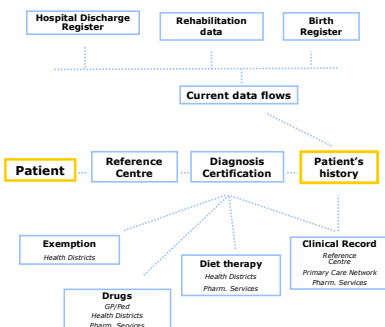 Hospital Discharge
Register
Rehabilitation
data
Birth
Register
Current data flows
Patient
Reference
Centre
Diagnosis
Certification
Patient's
history
Exemption
Health Districts
Drugs
GP/Ped
Health Districts
Pharm. Services
Diet therapy
Health Districts
Pharm. Services
Clinical Record
Reference
Centre
Primary Care Network
Pharm. Services